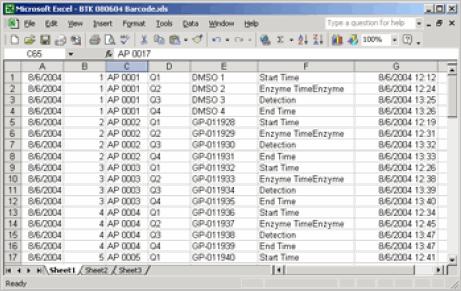 Microsoft Excel - BTK 080604 Barcode.xls
File Edit View Insert Format Tools Data Window Help Type a question for help
100%
C65 AP 0017
A B C D E F G
1 8/6/2004 1 AP 0001 Q1 DMSO 1 Start Time 8/6/2004 12:12
2 8/6/2004 1 AP 0001 Q2 DMSO 2 Enzyme TimeEnzyme 8/6/2004 12:24
3 8/6/2004 1 AP 0001 Q3 DMSO 3 Detection 8/6/2004 13:25
4 8/6/2004 1 AP 0001 Q4 DMSO 4 End Time 8/6/2004 13:26
5 8/6/2004 2 AP 0002 Q1 GP-011928 Start Time 8/6/2004 12:19
6 8/6/2004 2 AP 0002 Q2 GP-011929 Enzyme TimeEnzyme 8/6/2004 12:31
7 8/6/2004 2 AP 0002 Q3 GP-011930 Detection 8/6/2004 13:32
8 8/6/2004 2 AP 0002 Q4 GP-011931 End Time 8/6/2004 13:33
9 8/6/2004 3 AP 0003 Q1 GP-011932 Start Time 8/6/2004 12:26
10 8/6/2004 3 AP 0003 Q2 GP-011933 Enzyme TimeEnzyme 8/6/2004 12:38
11 8/6/2004 3 AP 0003 Q3 GP-011934 Detection 8/6/2004 13:39
12 8/6/2004 3 AP 0003 Q4 GP-011935 End Time 8/6/2004 13:40
13 8/6/2004 4 AP 0004 Q1 GP-011936 Start Time 8/6/2004 12:34
14 8/6/2004 4 AP 0004 Q2 GP-011937 Enzyme TimeEnzyme 8/6/2004 12:45
15 8/6/2004 4 AP 0004 Q3 GP-011938 Detection 8/6/2004 13:47
16 8/6/2004 4 AP 0004 Q4 GP-011939 End Time 8/6/2004 13:47
17 8/6/2004 5 AP 0005 Q1 GP-011940 Start Time 8/6/2004 12:41
Sheet1 Sheet2 Sheet3
Ready